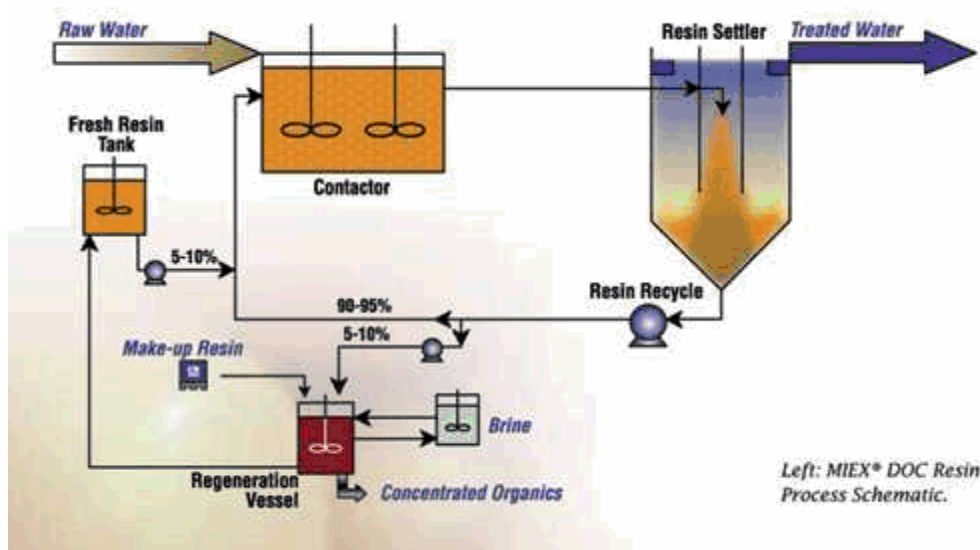 Raw Water
Resin Settler
Treated Water
Fresh Resin
Tank
Contactor
5-10%
90-95%
Resin Recycle
5-10%
Make-up Resin
Brine
Regeneration
Vessel
Concentrated Organics
Left: MIEX® DOC Resin
Process Schematic.